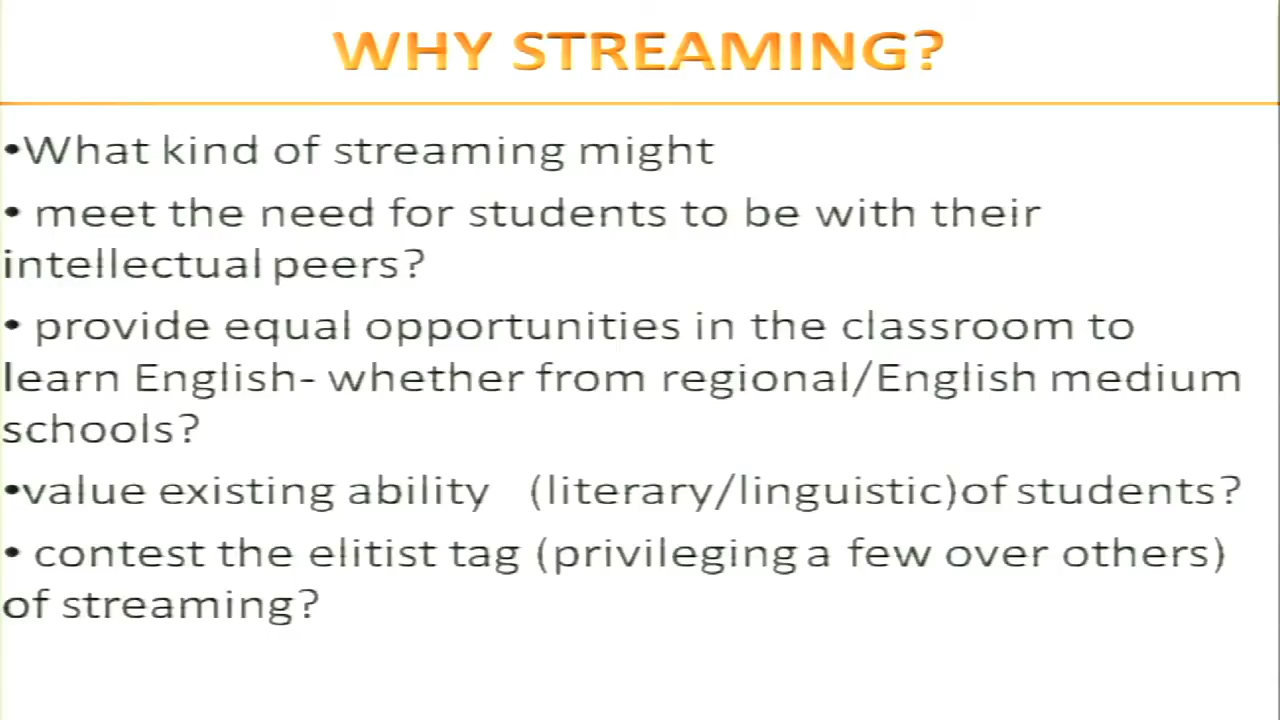 WHY STREAMING?
•What kind of streaming might
• meet the need for students to be with their
intellectual peers?
• provide equal opportunities in the classroom to
learn English- whether from regional/English medium
schools?
•value existing ability (literary/linguistic)of students?
• contest the elitist tag (privileging a few over others)
of streaming?